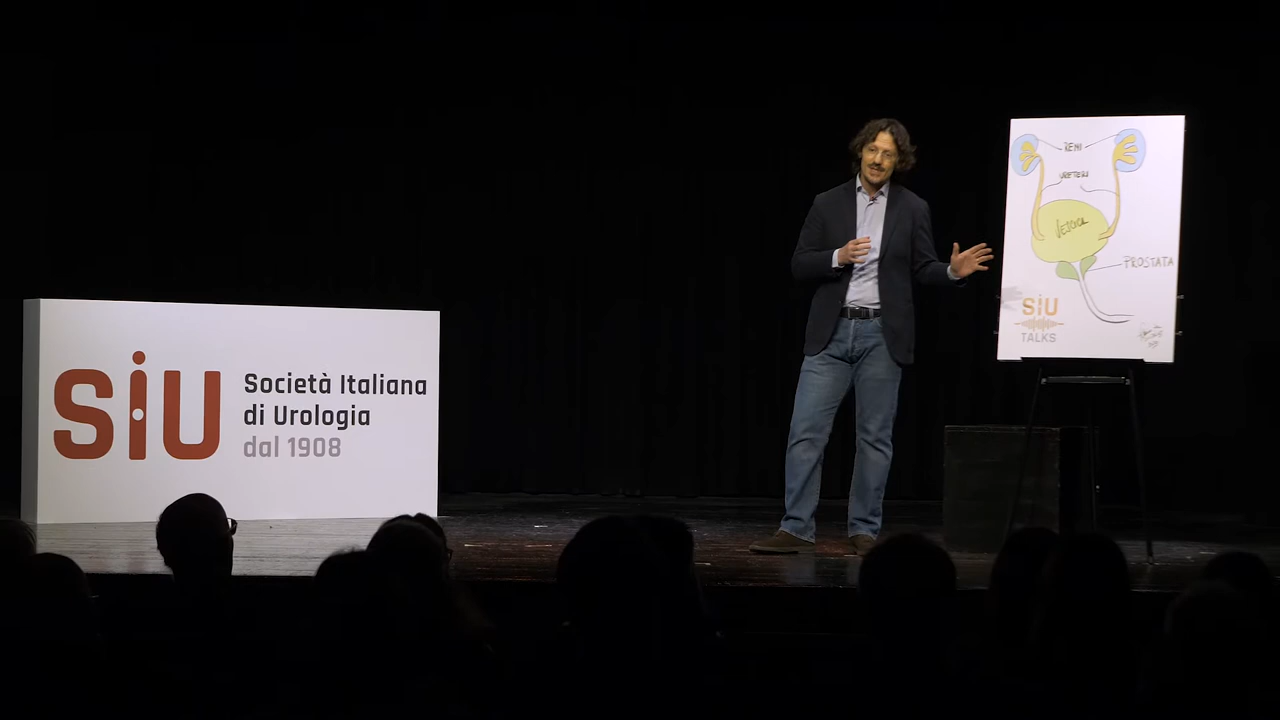 SiU
Società Italiana
di Urologia
dal 1908
RENI
URETERI
VESCICA
PROSTATA
SiU
TALKS